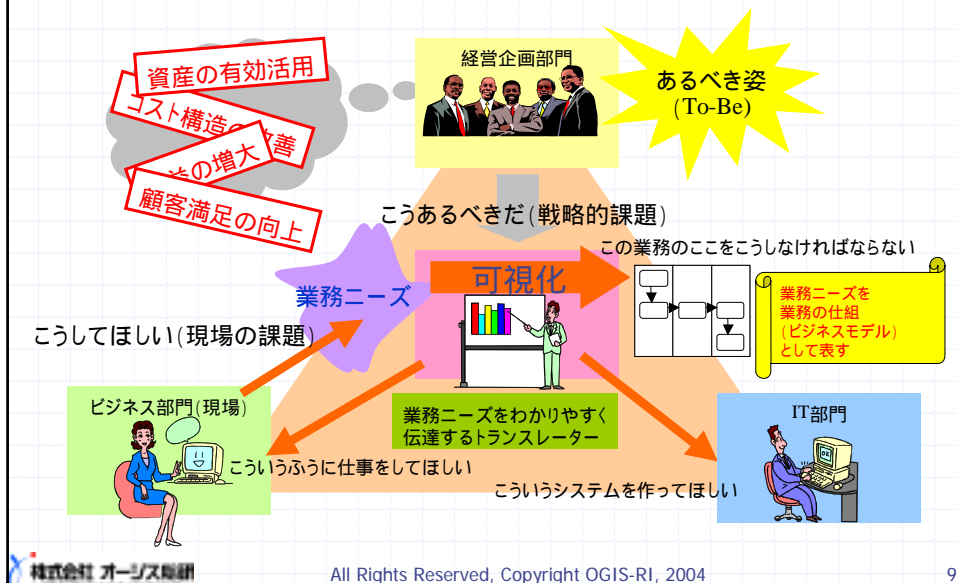 資産の有効活用
コスト構造の 善
の増大
顧客満足の向上
経営企画部門
あるべき姿
(To-Be)
こうあるべきだ(戦略的課題)
この業務のここをこうしなければならない
業務ニーズ
可視化
業務ニーズを
業務の仕組
(ビジネスモデル)
として表す
こうしてほしい(現場の課題)
ビジネス部門(現場)
業務ニーズをわかりやすく
伝達するトランスレーター
IT部門
OK
こういうふうに仕事をしてほしい
こういうシステムを作ってほしい
株式会社 オージス総研
All Rights Reserved, Copyright OGIS-RI, 2004
9